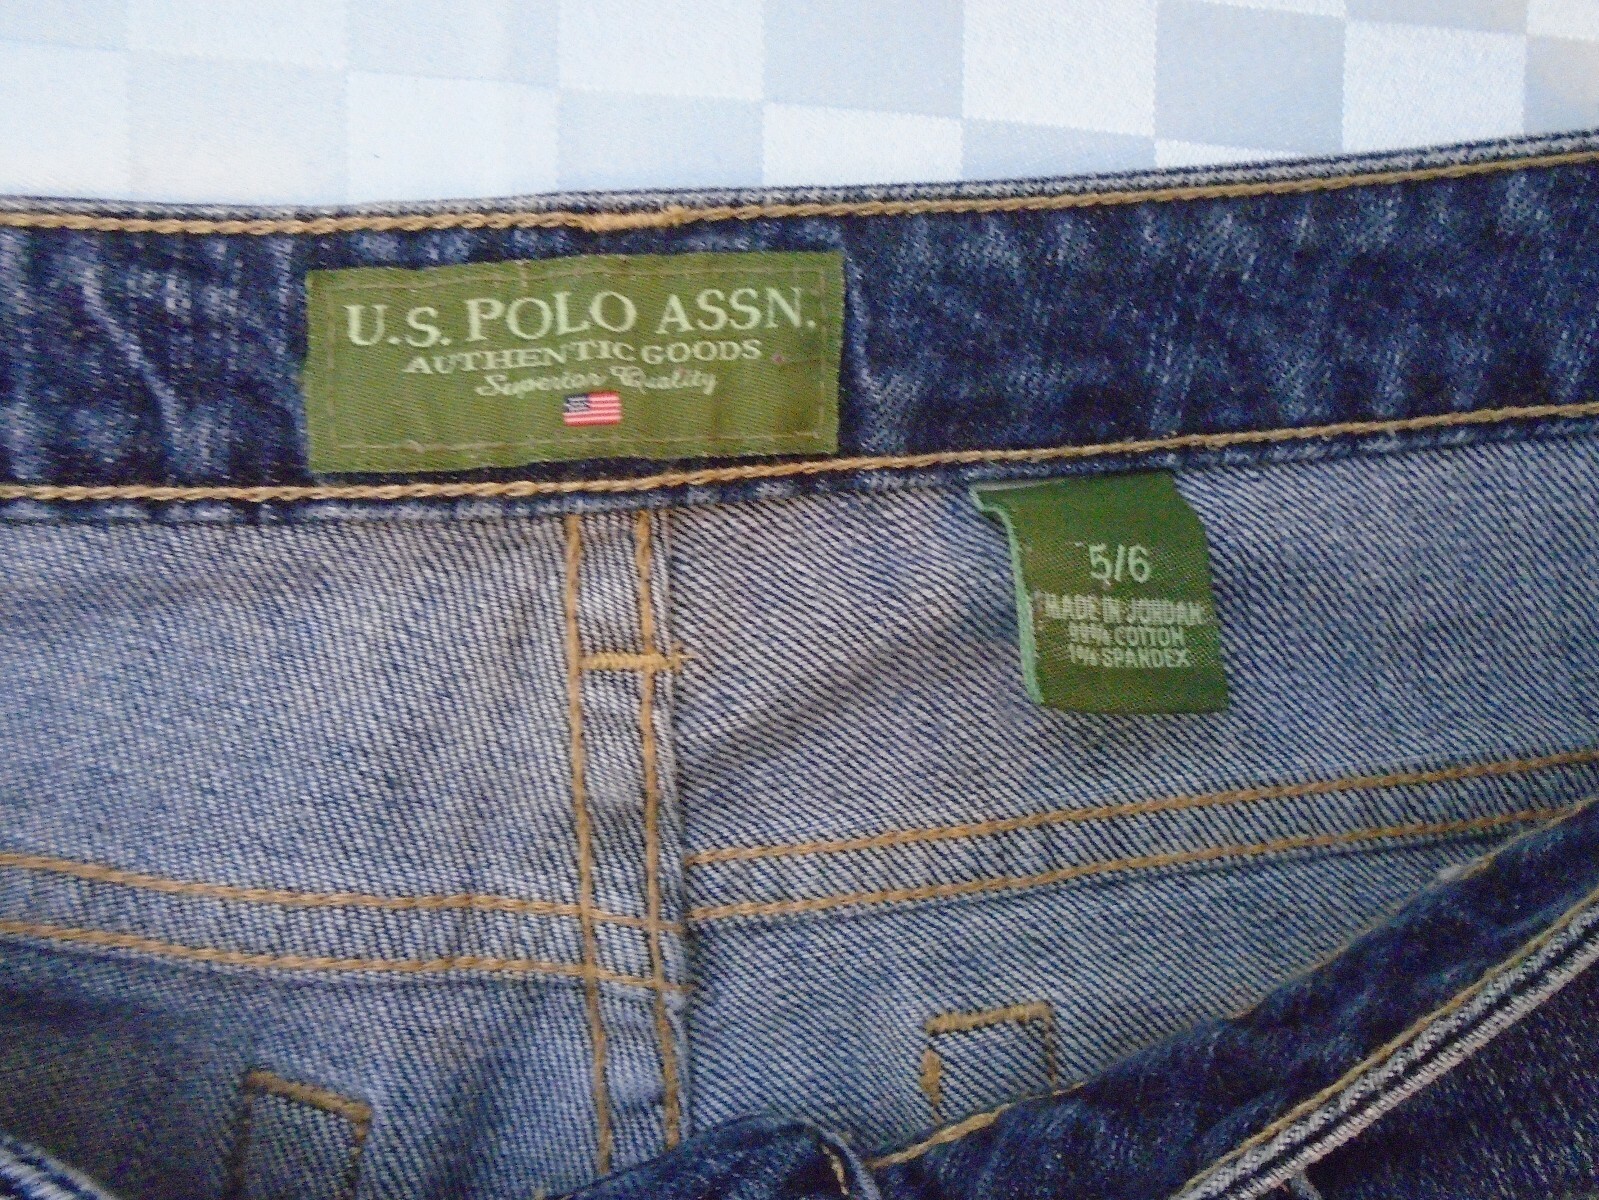 U.S. POLO ASSN.
AUTHENTIC GOODS
Superior Quality
5/6
MADE IN JORDAN
99% COTTON
1% SPANDEX